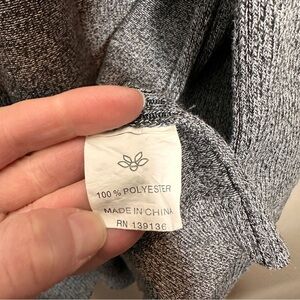 100% POLYESTER
MADE IN CHINA
RN 139136